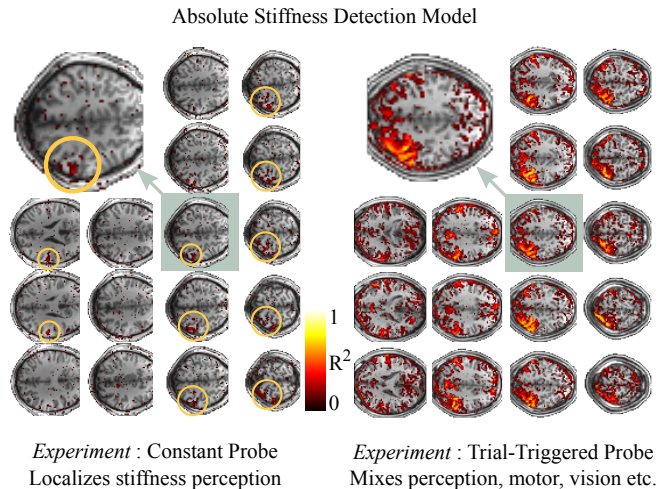 Absolute Stiffness Detection Model
1
R²
0
Experiment : Constant Probe
Localizes stiffness perception
Experiment : Trial-Triggered Probe
Mixes perception, motor, vision etc.